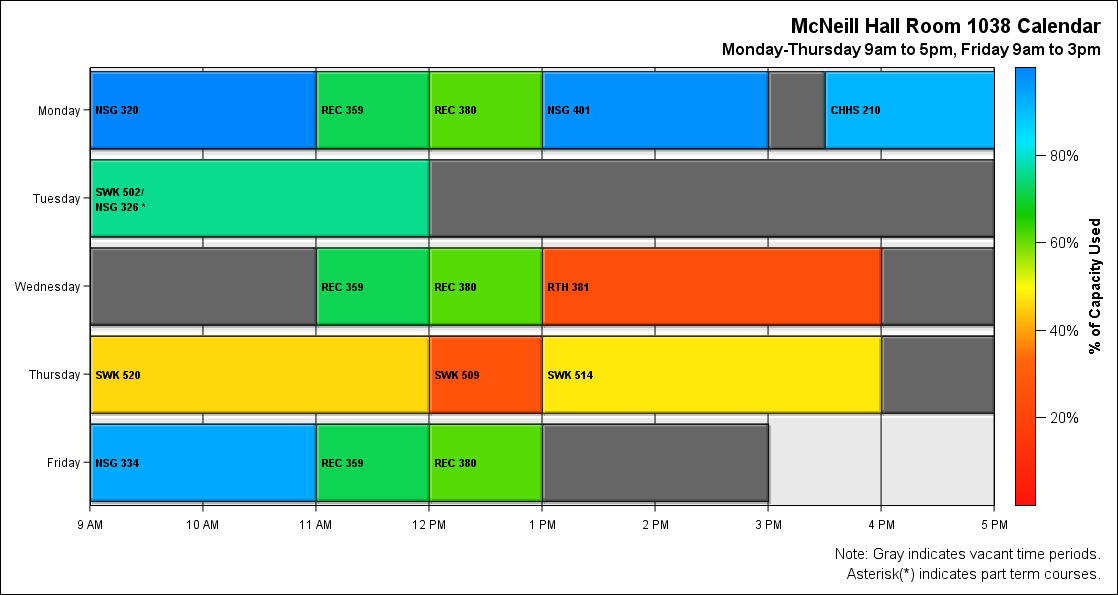 McNeill Hall Room 1038 Calendar
Monday-Thursday 9am to 5pm, Friday 9am to 3pm
Monday
NSG 320
REC 359
REC 380
NSG 401
CHHS 210
Tuesday
SWK 502/
NSG 326 *
Wednesday
REC 359
REC 380
RTH 381
Thursday
SWK 520
SWK 509
SWK 514
Friday
NSG 334
REC 359
REC 380
9 AM
10 AM
11 AM
12 PM
1 PM
2 PM
3 PM
4 PM
5 PM
80%
60%
40%
20%
% of Capacity Used
Note: Gray indicates vacant time periods.
Asterisk(*) indicates part term courses.